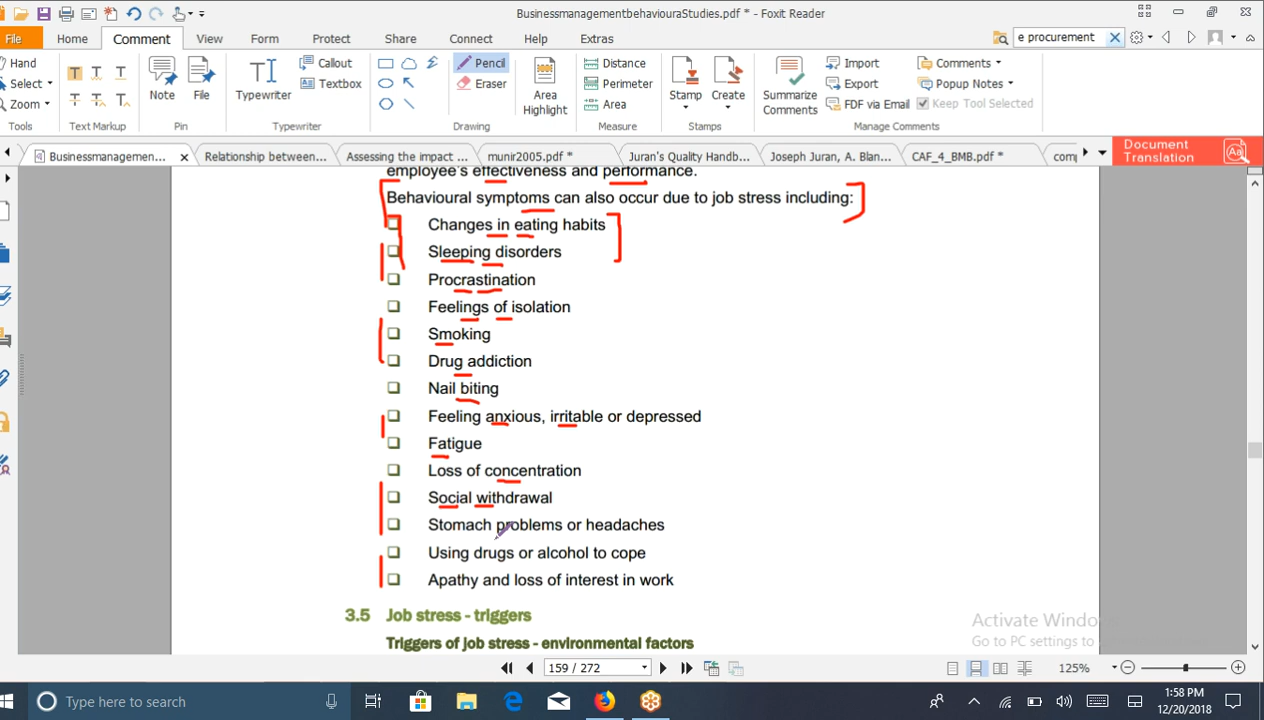 BusinessmanagementbehaviouraStudies.pdf * - Foxit Reader
File Home Comment View Form Protect Share Connect Help Extras e procurement
Hand
Select
Zoom
Tools
T T T
T T T
Text Markup
Note File
Pin
Typewriter
Callout
Textbox
Typewriter
Pencil
Eraser
Drawing
Area Highlight
Distance
Perimeter
Area
Measure
Stamp Create
Stamps
Summarize Comments
Import
Export
FDF via Email
Comments
Popup Notes
Keep Tool Selected
Manage Comments
Businessmanagemen... Relationship between... Assessing the impact ... munir2005.pdf * Juran's Quality Handb... Joseph Juran, A. Blan... CAF_4_BMB.pdf * com
Document Translation
employee's effectiveness and performance.
Behavioural symptoms can also occur due to job stress including:
Changes in eating habits
Sleeping disorders
Procrastination
Feelings of isolation
Smoking
Drug addiction
Nail biting
Feeling anxious, irritable or depressed
Fatigue
Loss of concentration
Social withdrawal
Stomach problems or headaches
Using drugs or alcohol to cope
Apathy and loss of interest in work
3.5 Job stress - triggers
Triggers of job stress - environmental factors
Activate Windo
Go to PC settings to
159 / 272
125%
Type here to search
1:58 PM
12/20/2018